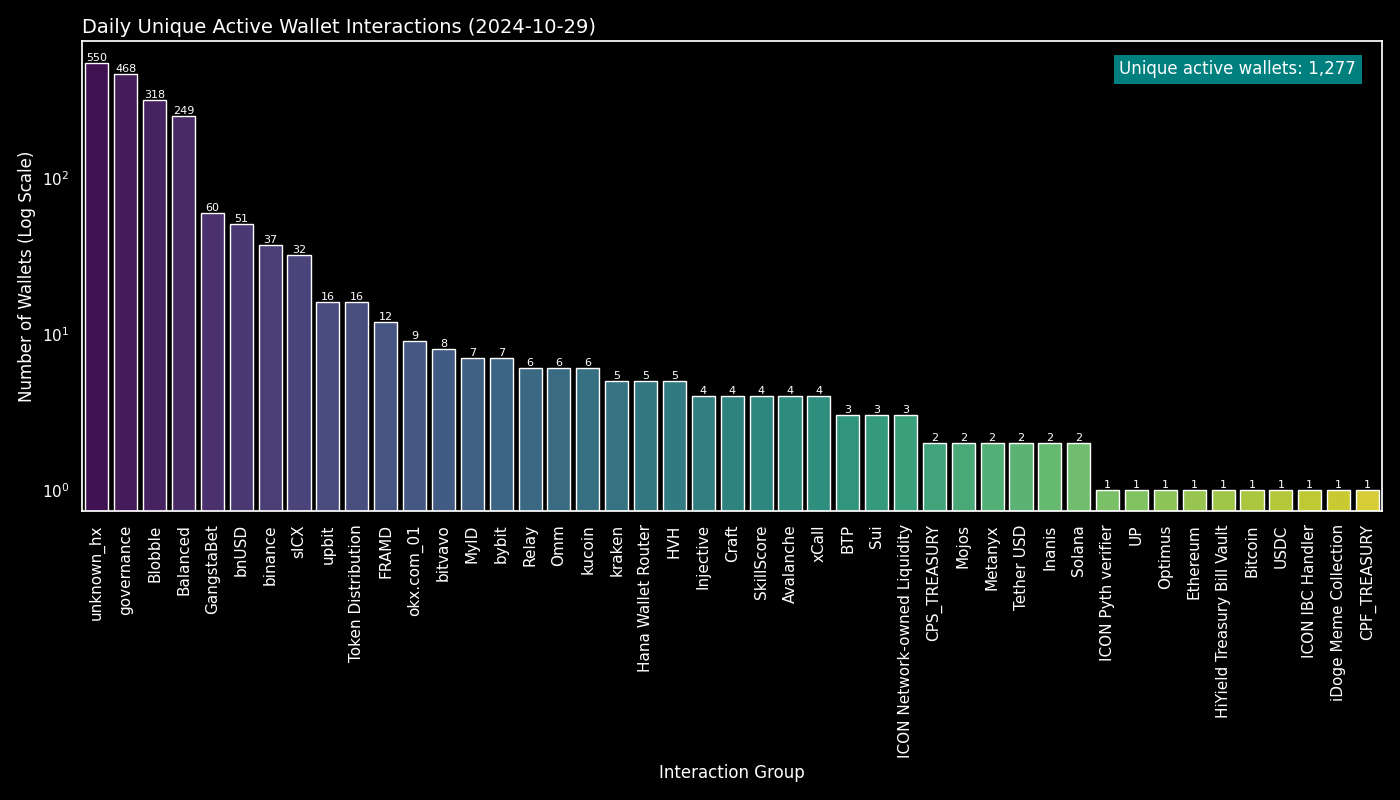 Daily Unique Active Wallet Interactions (2024-10-29)
Unique active wallets: 1,277
Number of Wallets (Log Scale)
10²
10¹
10⁰
550
468
318
249
60
51
37
32
16
16
12
9
8
7
7
6
6
6
5
5
5
4
4
4
4
4
3
3
3
2
2
2
2
2
2
1
1
1
1
1
1
1
1
1
1
unknown_hx
governance
Blobble
Balanced
GangstaBet
bnUSD
binance
sICX
upbit
Token Distribution
FRAMD
okx.com_01
bitvavo
MyID
bybit
Relay
Omm
kucoin
kraken
Hana Wallet Router
HVH
Injective
Craft
SkillScore
Avalanche
xCall
BTP
Sui
ICON Network-owned Liquidity
CPS_TREASURY
Mojos
Metanyx
Tether USD
Inanis
Solana
ICON Pyth verifier
UP
Optimus
Ethereum
HiYield Treasury Bill Vault
Bitcoin
USDC
ICON IBC Handler
iDoge Meme Collection
CPF_TREASURY
Interaction Group